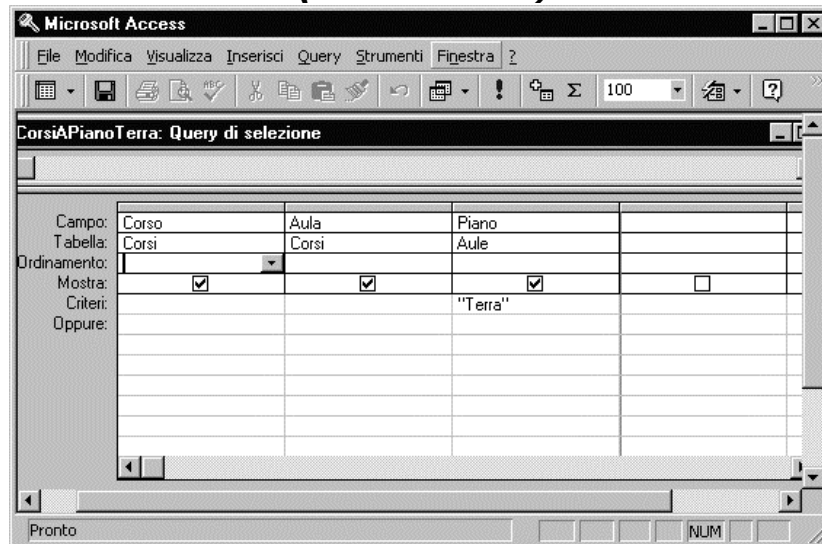 Microsoft Access
File Modifica Visualizza Inserisci Query Strumenti Finestra ?
100
CorsiAPianoTerra: Query di selezione
Campo: Corso Aula Piano
Tabella: Corsi Corsi Aule
Ordinamento:
Mostra:
Criteri: "Terra"
Oppure:
Pronto NUM